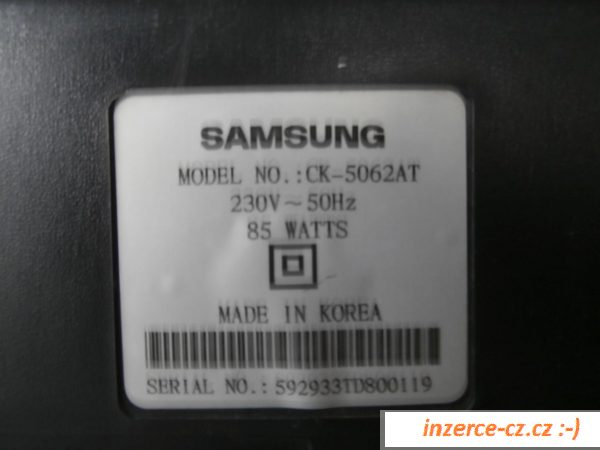 SAMSUNG
MODEL NO.:CK-5062AT
230V~50Hz
85 WATTS
MADE IN KOREA
SERIAL NO.: 592933TD800119
inzerce-cz.cz :-)